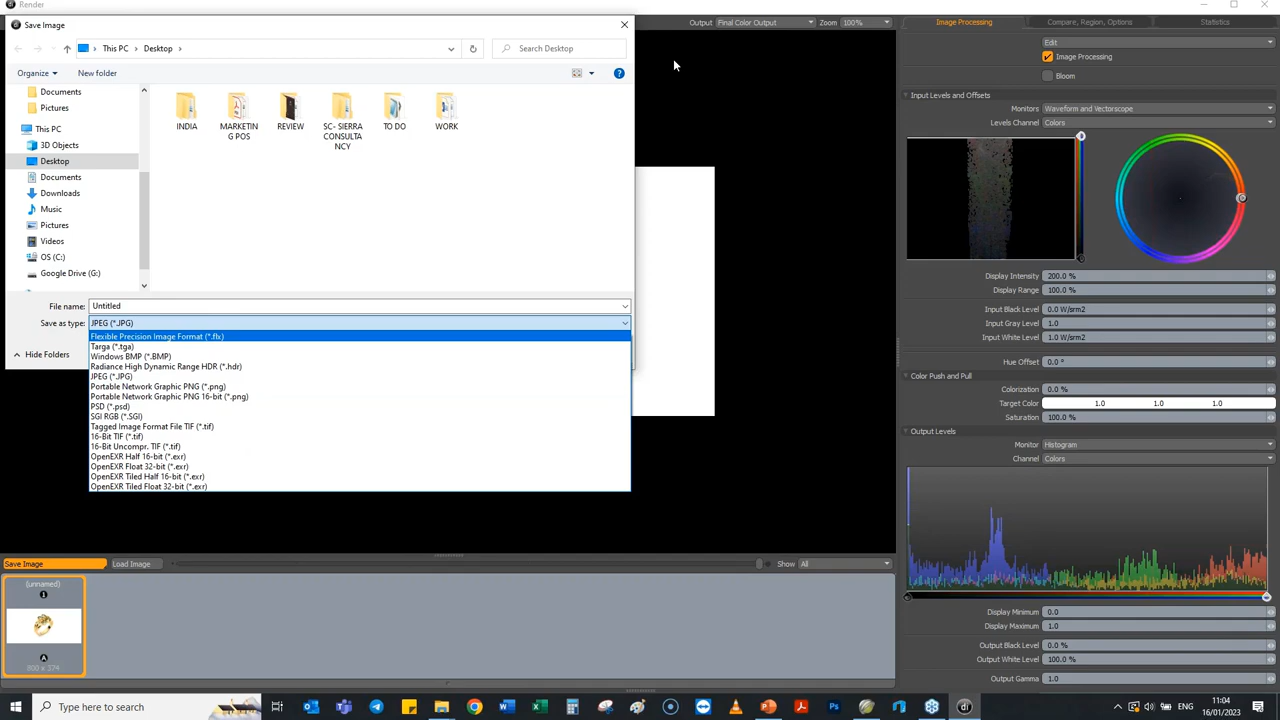 Render
Save Image
This PC
Desktop
Search Desktop
Organize
New folder
Documents
Pictures
This PC
3D Objects
Desktop
Documents
Downloads
Music
Pictures
Videos
OS (C:)
Google Drive (G:)
INDIA
MARKETIN
G POS
REVIEW
SC- SIERRA
CONSULTA
NCY
TO DO
WORK
File name:
Untitled
Save as type:
JPEG (*.JPG)
Hide Folders
Flexible Precision Image Format (*.flx)
Targa (*.tga)
Windows BMP (*.BMP)
Radiance High Dynamic Range HDR (*.hdr)
JPEG (*.JPG)
Portable Network Graphic PNG (*.png)
Portable Network Graphic PNG 16-bit (*.png)
PSD (*.psd)
SGI RGB (*.SGI)
Tagged Image Format File TIF (*.tif)
16-Bit TIF (*.tif)
16-Bit Uncompr. TIF (*.tif)
OpenEXR Half 16-bit (*.exr)
OpenEXR Float 32-bit (*.exr)
OpenEXR Tiled Half 16-bit (*.exr)
OpenEXR Tiled Float 32-bit (*.exr)
Output
Final Color Output
Zoom
100%
Image Processing
Compare, Region, Options
Statistics
Edit
Image Processing
Bloom
Input Levels and Offsets
Monitors
Waveform and Vectorscope
Levels Channel
Colors
Display Intensity
200.0 %
Display Range
100.0 %
Input Black Level
0.0 W/srm2
Input Gray Level
1.0
Input White Level
1.0 W/srm2
Hue Offset
0.0 °
Color Push and Pull
Colorization
0.0 %
Target Color
1.0
1.0
1.0
Saturation
100.0 %
Output Levels
Monitor
Histogram
Channel
Colors
Display Minimum
0.0
Display Maximum
1.0
Output Black Level
0.0 %
Output White Level
100.0 %
Output Gamma
1.0
Save Image
Load Image
Show
All
(unnamed)
1
A
Type here to search
ENG
11:04
16/01/2023